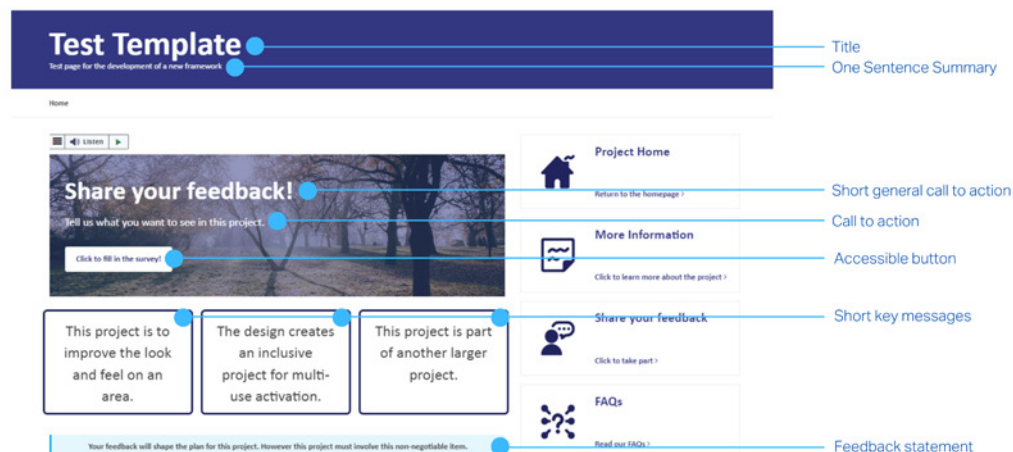 Test Template
Title
Test page for the development of a new framework
One Sentence Summary
Home
Listen
Share your feedback!
Short general call to action
Tell us what you want to see in this project.
Call to action
Click to fill in the survey!
Accessible button
Short key messages
This project is to
improve the look
and feel on an
area.
The design creates
an inclusive
project for multi-
use activation.
This project is part
of another larger
project.
Your feedback will shape the plan for this project. However this project must involve this non-negotiable item.
Feedback statement
Project Home
Return to the homepage >
More Information
Click to learn more about the project >
Share your feedback
Click to take part >
FAQs
Read our FAQs >